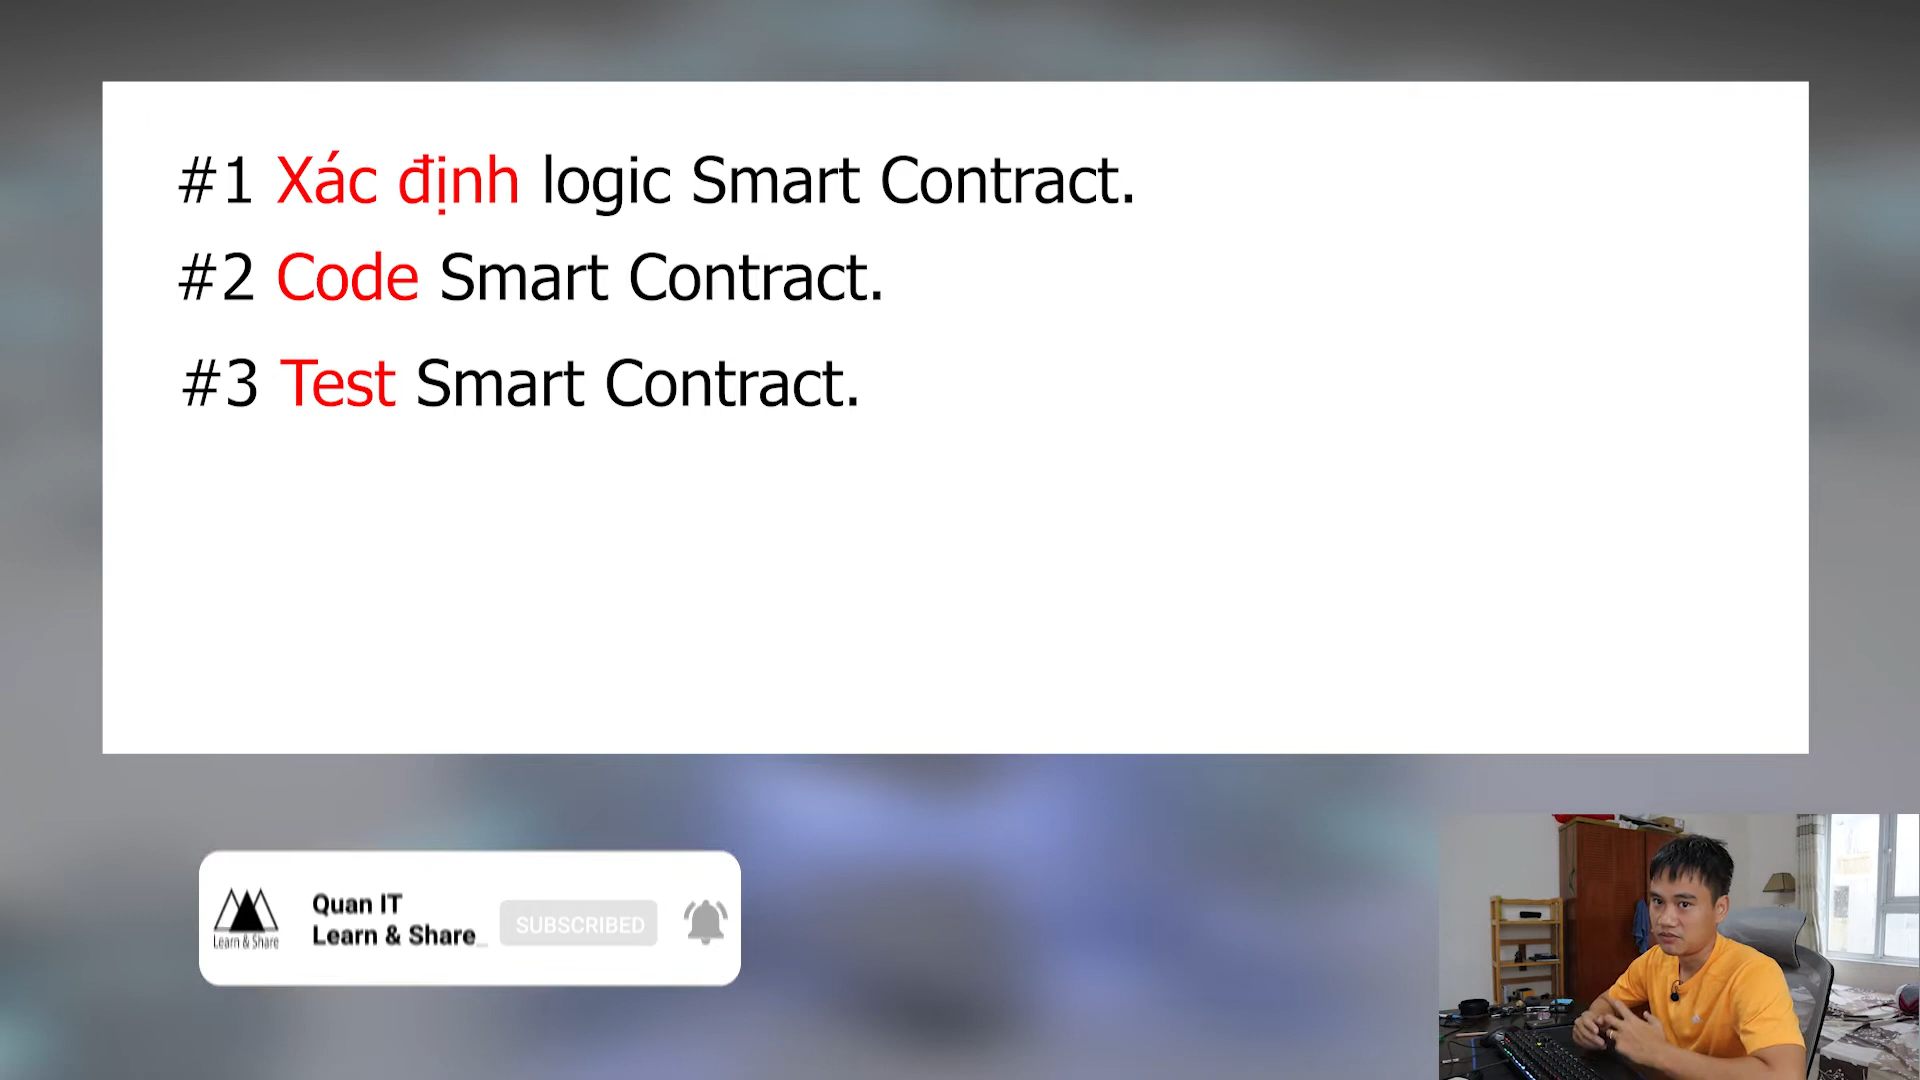 #1 Xác định logic Smart Contract.
#2 Code Smart Contract.
#3 Test Smart Contract.
Quan IT
Learn & Share_
SUBSCRIBED
Learn & Share